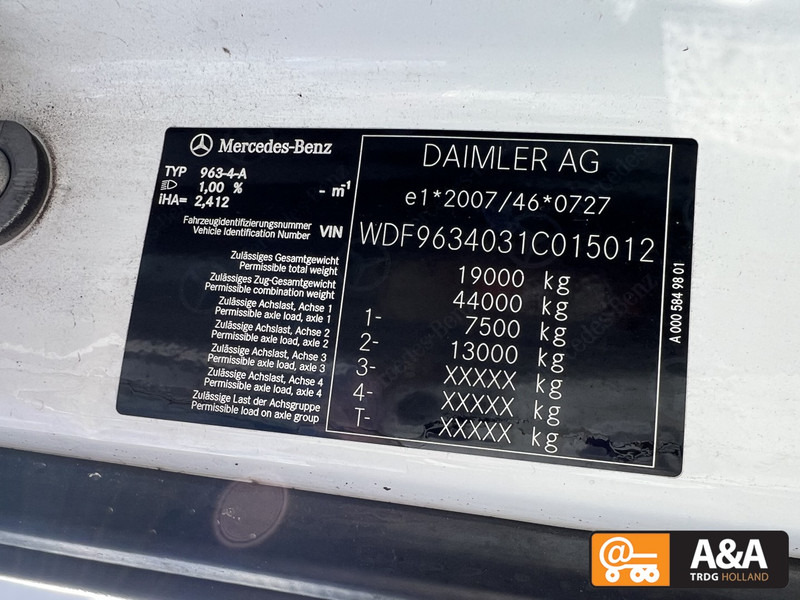 Mercedes-Benz
TYP 963-4-A
1,00 % - m⁻¹
iHA= 2,412
Fahrzeugidentifizierungsnummer
Vehicle Identification Number VIN
Zulässiges Gesamtgewicht
Permissible total weight
Zulässiges Zug-Gesamtgewicht
Permissible combination weight
Zulässige Achslast, Achse 1
Permissible axle load, axle 1
Zulässige Achslast, Achse 2
Permissible axle load, axle 2
Zulässige Achslast, Achse 3
Permissible axle load, axle 3
Zulässige Achslast, Achse 4
Permissible axle load, axle 4
Zulässige Last der Achsgruppe
Permissible load on axle group
DAIMLER AG
e1*2007/46*0727
WDF9634031C015012
19000 kg
44000 kg
1- 7500 kg
2- 13000 kg
3- XXXXX kg
4- XXXXX kg
T- XXXXX kg
A 000 584 98 01
A&A
TRDG HOLLAND